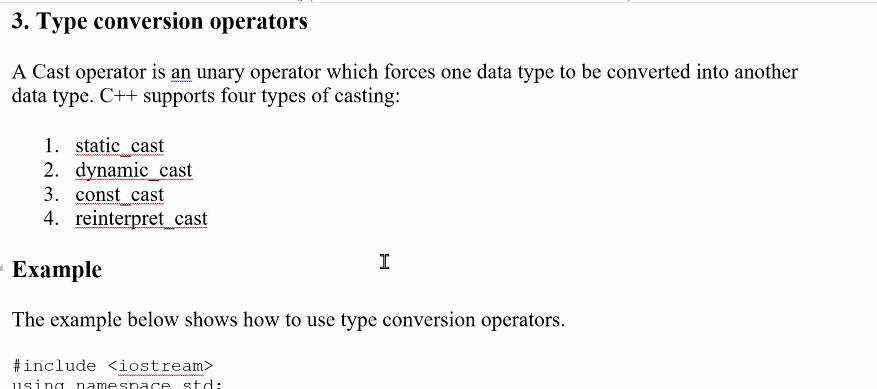 3. Type conversion operators
A Cast operator is an unary operator which forces one data type to be converted into another
data type. C++ supports four types of casting:
1. static_cast
2. dynamic_cast
3. const_cast
4. reinterpret_cast
Example
The example below shows how to use type conversion operators.
#include <iostream>
using namespace std;